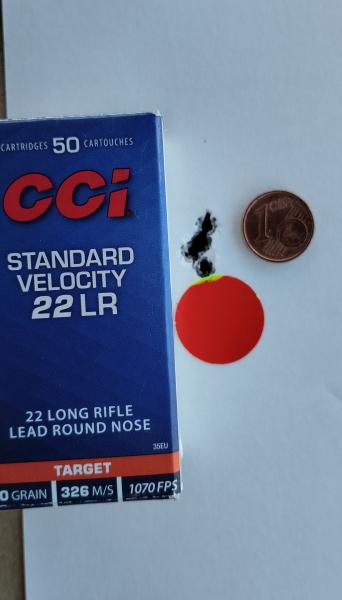 CARTRIDGES 50 CARTOUCHES
CCi
STANDARD
VELOCITY
22 LR
22 LONG RIFLE
LEAD ROUND NOSE
35EU
TARGET
0 GRAIN 326 M/S 1070 FPS
1